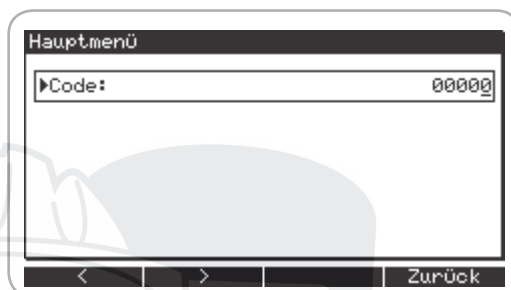 Hauptmenü
▶Code: 00000
< > Zurück